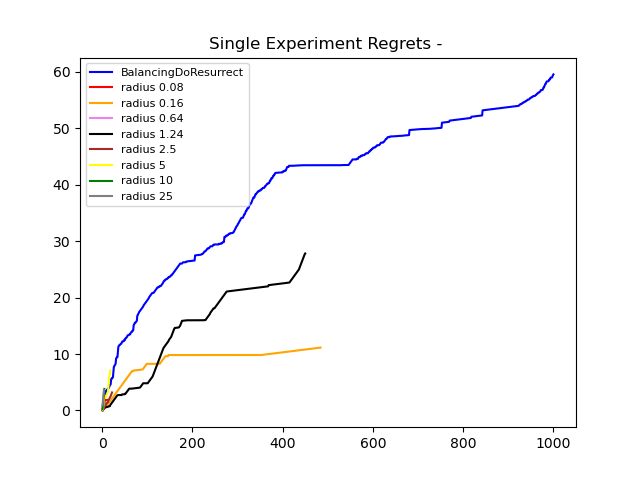 Single Experiment Regrets -
60
50
40
30
20
10
0
BalancingDoResurrect
radius 0.08
radius 0.16
radius 0.64
radius 1.24
radius 2.5
radius 5
radius 10
radius 25
0 200 400 600 800 1000